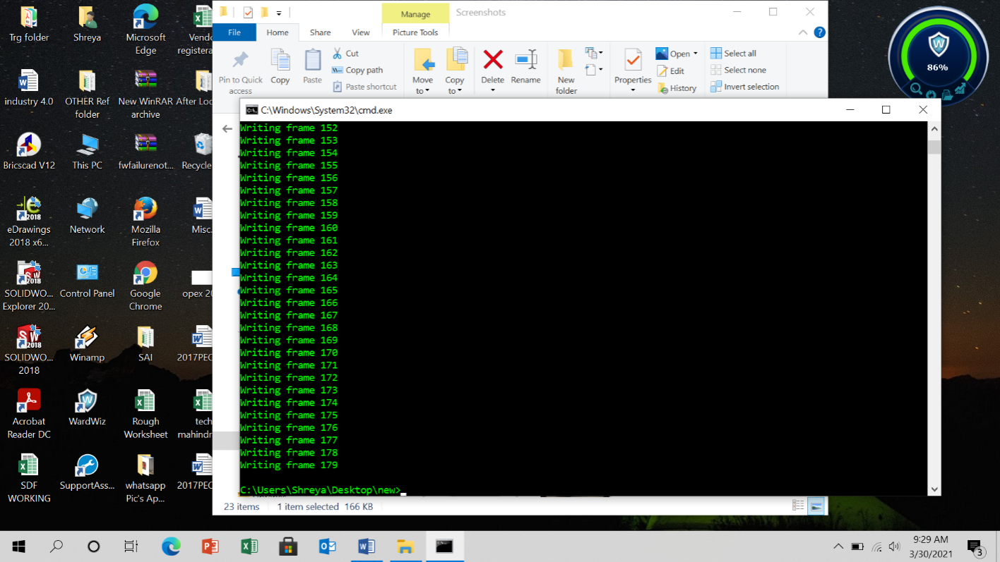 Trg folder
Shreya
Microsoft
Edge
Vendo
registera
industry 4.0
OTHER Ref
folder
New WinRAR
archive
After Loc
Bricscad V12
This PC
fwfailurenot...
Recycle
eDrawings
2018 x6...
Network
Mozilla
Firefox
Misc.
SOLIDWO...
Explorer 20...
Control Panel
Google
Chrome
opex 20
SOLIDWO...
2018
Winamp
SAI
2017PEC
Acrobat
Reader DC
WardWiz
Rough
Worksheet
tech
mahindr
SDF
WORKING
SupportAss...
whatsapp
Pic's Ap...
2017PEC
Manage
Screenshots
File
Home
Share
View
Picture Tools
Pin to Quick
access
Copy
Paste
Cut
Copy path
Paste shortcut
Move
to
Copy
to
Delete
Rename
New
folder
Properties
Open
Edit
History
Select all
Select none
Invert selection
86%
C:\Windows\System32\cmd.exe
Writing frame 152
Writing frame 153
Writing frame 154
Writing frame 155
Writing frame 156
Writing frame 157
Writing frame 158
Writing frame 159
Writing frame 160
Writing frame 161
Writing frame 162
Writing frame 163
Writing frame 164
Writing frame 165
Writing frame 166
Writing frame 167
Writing frame 168
Writing frame 169
Writing frame 170
Writing frame 171
Writing frame 172
Writing frame 173
Writing frame 174
Writing frame 175
Writing frame 176
Writing frame 177
Writing frame 178
Writing frame 179
C:\Users\Shreya\Desktop\new>
23 items 1 item selected 166 KB
9:29 AM
3/30/2021
3